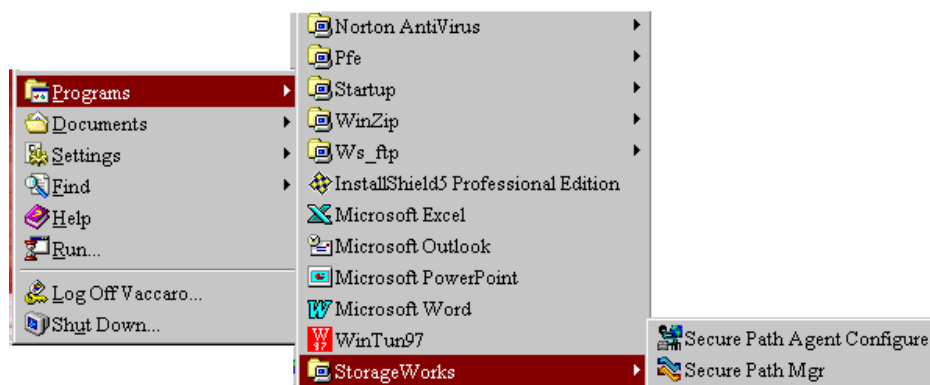 Programs
Documents
Settings
Find
Help
Run...
Log Off Vaccaro...
Shut Down...
Norton AntiVirus
Pfe
Startup
WinZip
Ws_ftp
InstallShield5 Professional Edition
Microsoft Excel
Microsoft Outlook
Microsoft PowerPoint
Microsoft Word
WinTun97
StorageWorks
Secure Path Agent Configure
Secure Path Mgr